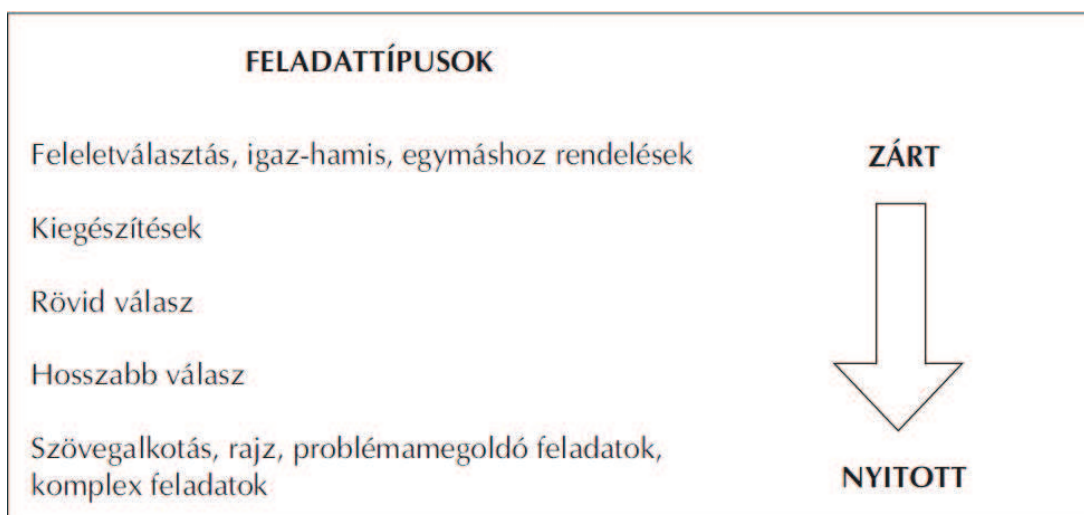 FELADATTÍPUSOK
Feleletválasztás, igaz-hamis, egymáshoz rendelések
ZÁRT
Kiegészítések
Rövid válasz
Hosszabb válasz
Szövegalkotás, rajz, problémamegoldó feladatok,
komplex feladatok
NYITOTT